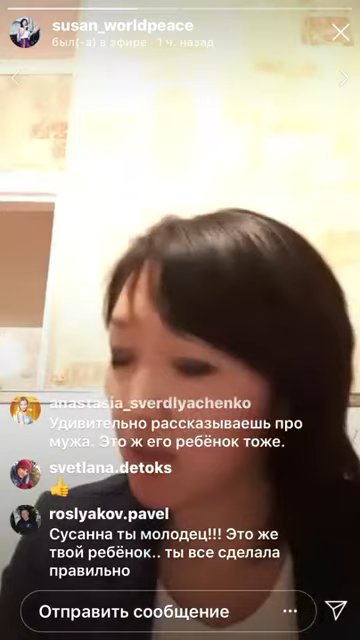 susan_worldpeace
был(-а) в эфире · 1 ч. назад
anastasia_sverdlyachenko
Удивительно рассказываешь про
мужа. Это ж его ребёнок тоже.
svetlana.detoks
👍
roslyakov.pavel
Сусанна ты молодец!!! Это же
твой ребёнок.. ты все сделала
правильно
Отправить сообщение